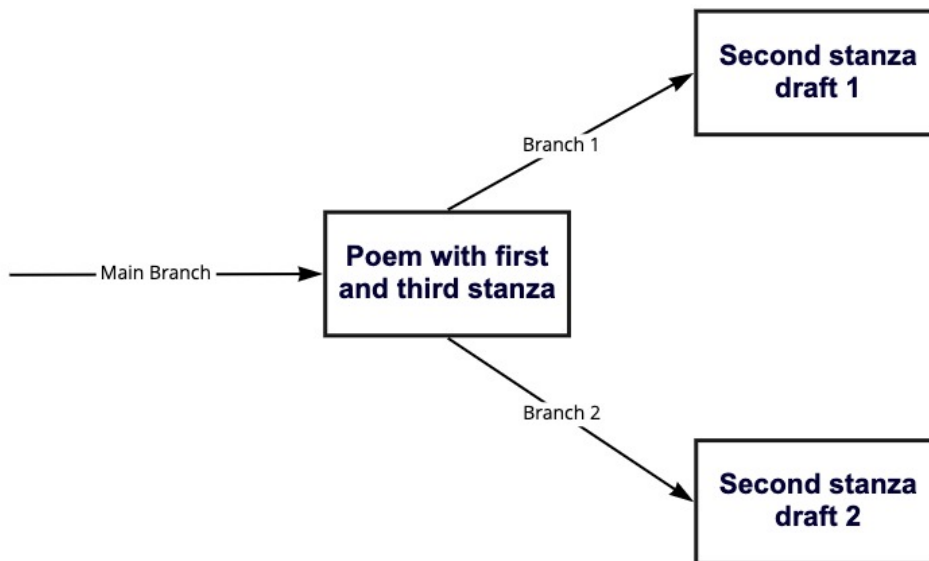 Second stanza
draft 1
Branch 1
Main Branch
Poem with first
and third stanza
Branch 2
Second stanza
draft 2